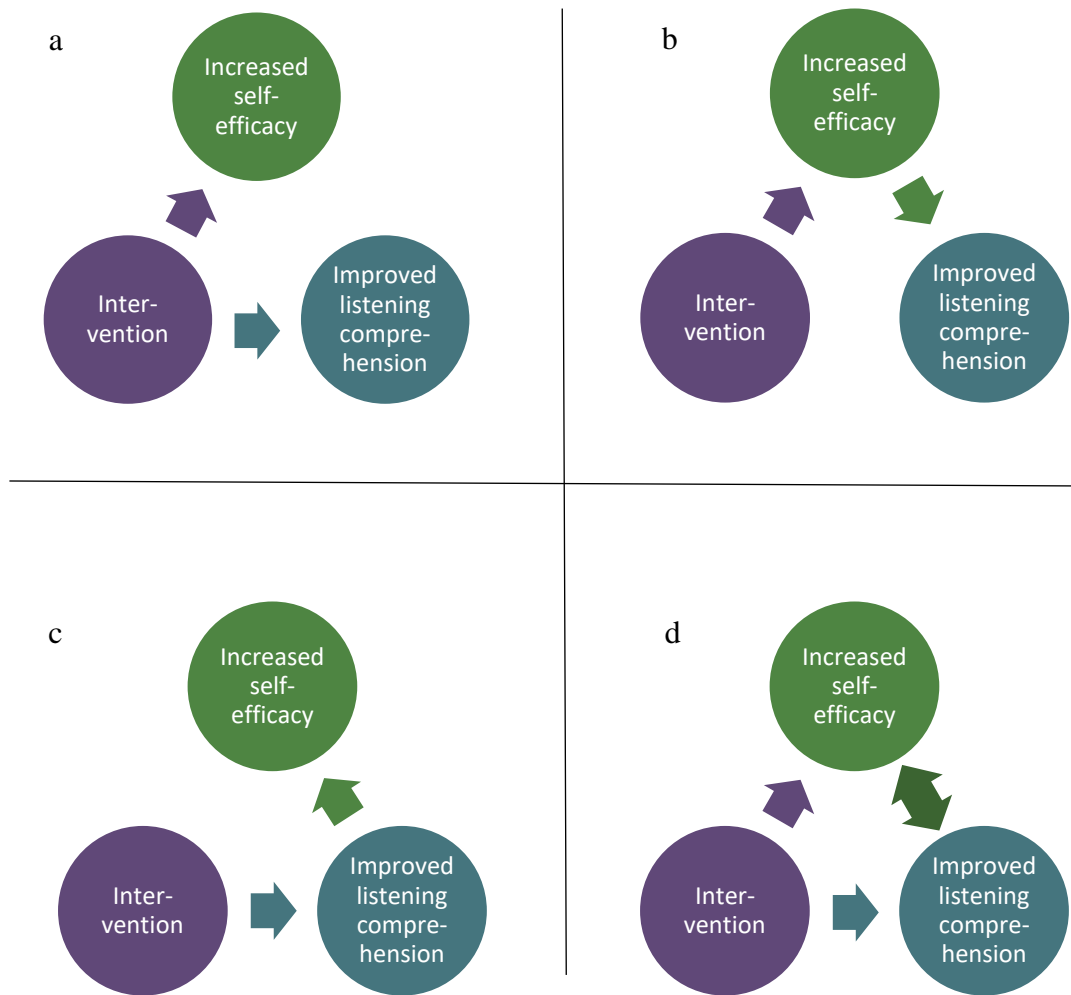 a
Increased
self-
efficacy
Inter-
vention
Improved
listening
compre-
hension
b
Increased
self-
efficacy
Inter-
vention
Improved
listening
compre-
hension
c
Increased
self-
efficacy
Inter-
vention
Improved
listening
compre-
hension
d
Increased
self-
efficacy
Inter-
vention
Improved
listening
compre-
hension